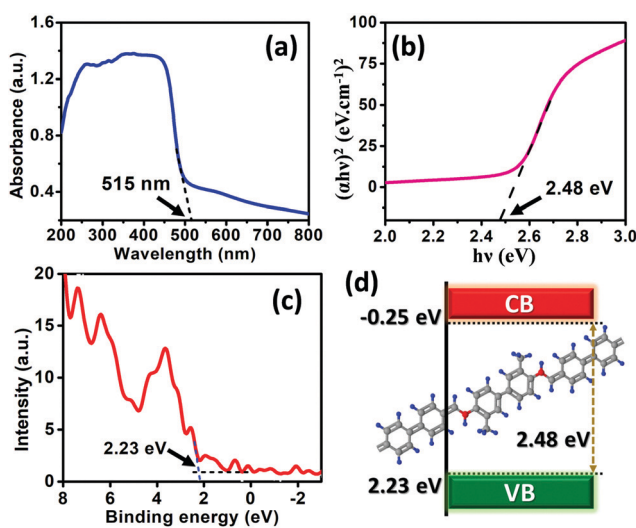 (a)
Absorbance (a.u.)
1.6
1.2
0.8
0.4
515 nm
200 300 400 500 600 700 800
Wavelength (nm)
(b)
(αhν)² (eV.cm⁻¹)²
100
75
50
25
0
2.48 eV
2.0 2.2 2.4 2.6 2.8 3.0
hν (eV)
(c)
Intensity (a.u.)
20
15
10
5
0
2.23 eV
8 6 4 2 0 -2
Binding energy (eV)
(d)
CB
-0.25 eV
2.48 eV
2.23 eV
VB